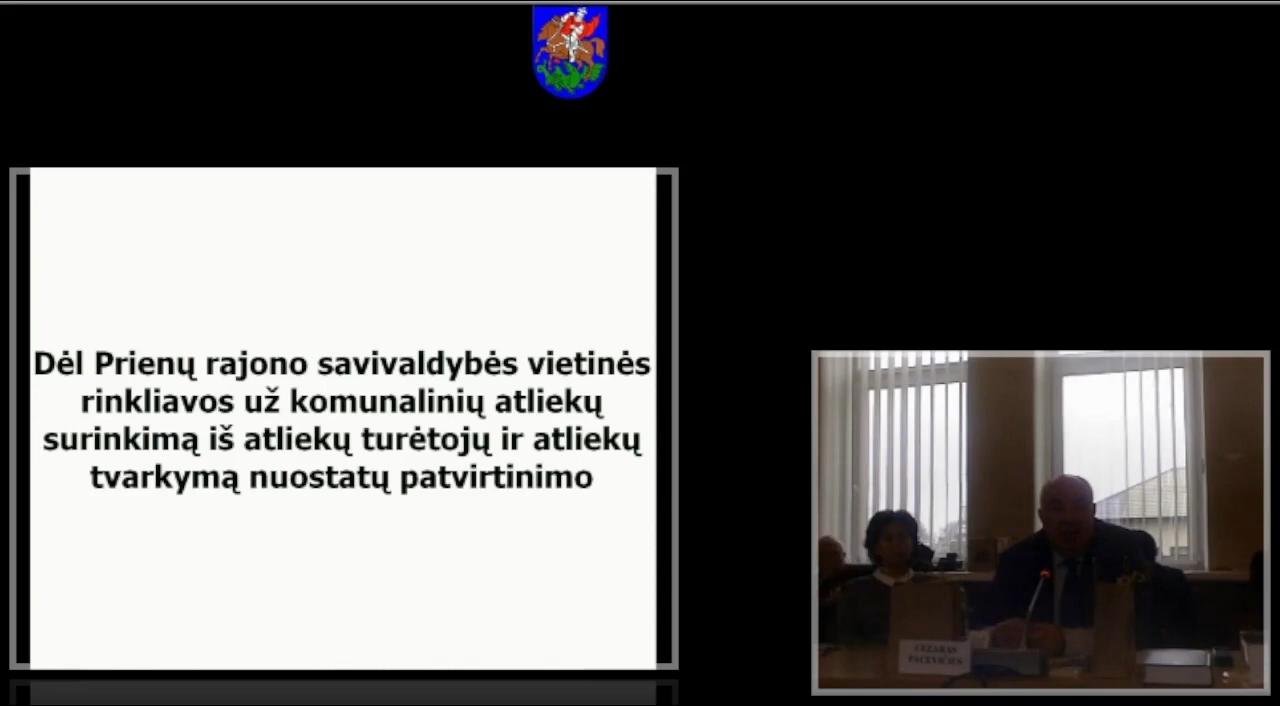 Dėl Prienų rajono savivaldybės vietinės
rinkliavos už komunalinių atliekų
surinkimą iš atliekų turėtojų ir atliekų
tvarkymą nuostatų patvirtinimo
CEZARAS
PACEVIČIUS